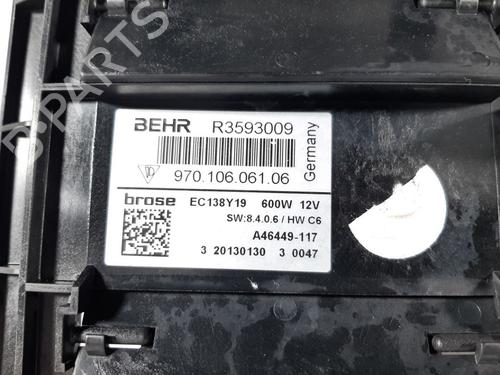 B-PARTS
BEHR R3593009
Germany
970.106.061.06
brose EC138Y19 600W 12V
SW:8.4.0.6 / HW C6
A46449-117
3 20130130 3 0047